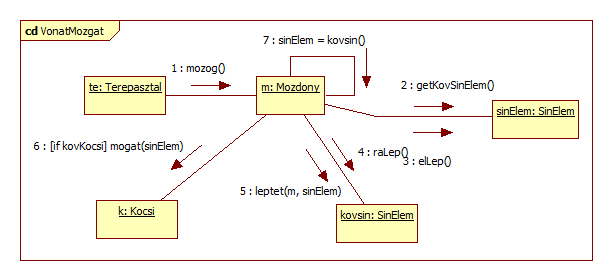 cd VonatMozgat
7 : sinElem = kovsin()
1 : mozog()
te: Terepasztal
m: Mozdony
2 : getKovSinElem()
sinElem: SinElem
3 : elLep()
4 : raLep()
6 : [if kovKocsi] mogat(sinElem)
5 : leptet(m, sinElem)
k: Kocsi
kovsin: SinElem